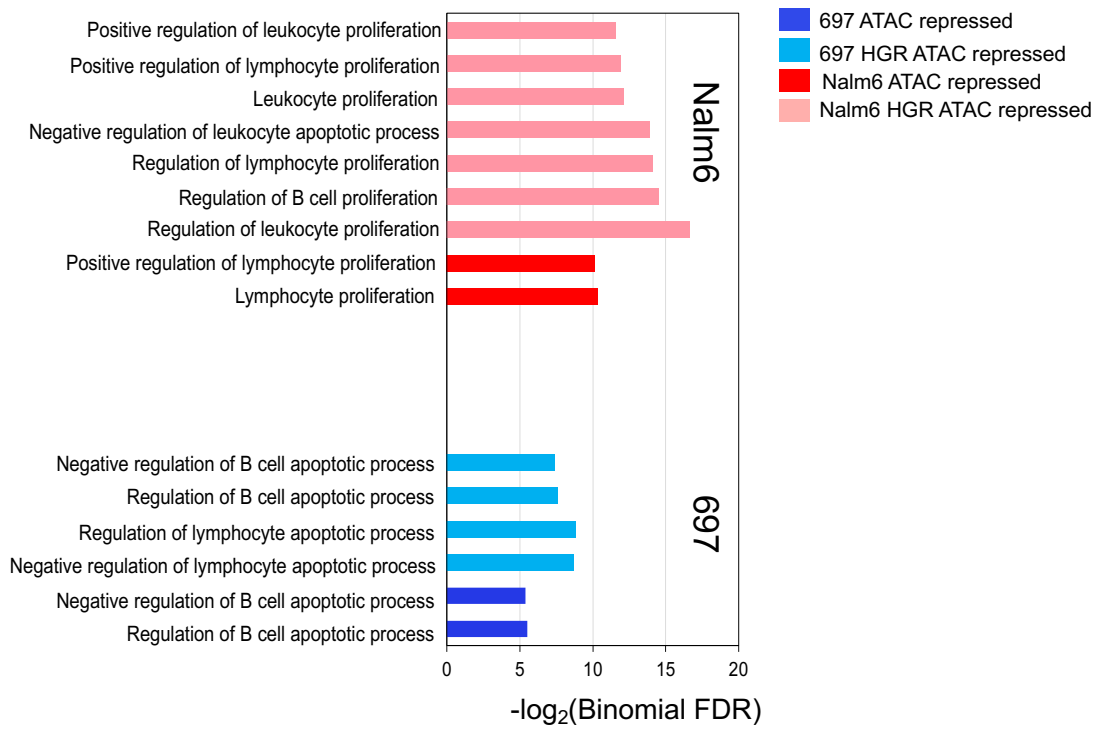 Positive regulation of leukocyte proliferation
Positive regulation of lymphocyte proliferation
Leukocyte proliferation
Negative regulation of leukocyte apoptotic process
Regulation of lymphocyte proliferation
Regulation of B cell proliferation
Regulation of leukocyte proliferation
Positive regulation of lymphocyte proliferation
Lymphocyte proliferation
Nalm6
Negative regulation of B cell apoptotic process
Regulation of B cell apoptotic process
Regulation of lymphocyte apoptotic process
Negative regulation of lymphocyte apoptotic process
Negative regulation of B cell apoptotic process
Regulation of B cell apoptotic process
697
0 5 10 15 20
-log₂(Binomial FDR)
697 ATAC repressed
697 HGR ATAC repressed
Nalm6 ATAC repressed
Nalm6 HGR ATAC repressed